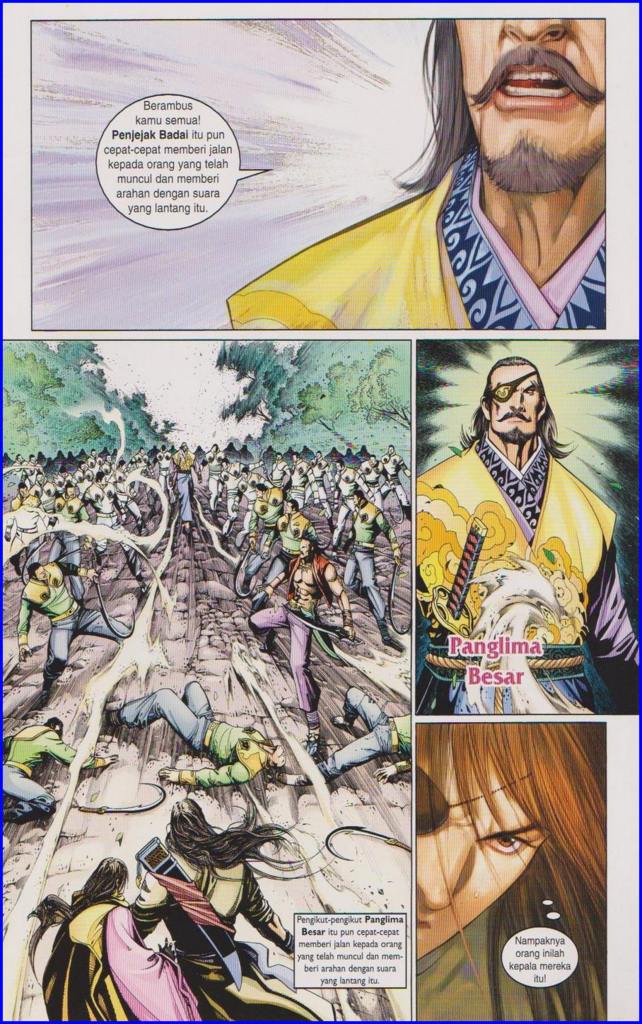 Berambus
kamu semua!
Penjejak Badai itu pun
cepat-cepat memberi jalan
kepada orang yang telah
muncul dan memberi
arahan dengan suara
yang lantang itu.
Panglima
Besar
Pengikut-pengikut Panglima
Besar itu pun cepat-cepat
memberi jalan kepada orang
yang telah muncul dan mem-
beri arahan dengan suara
yang lantang itu.
Nampaknya
orang inilah
kepala mereka
itu!